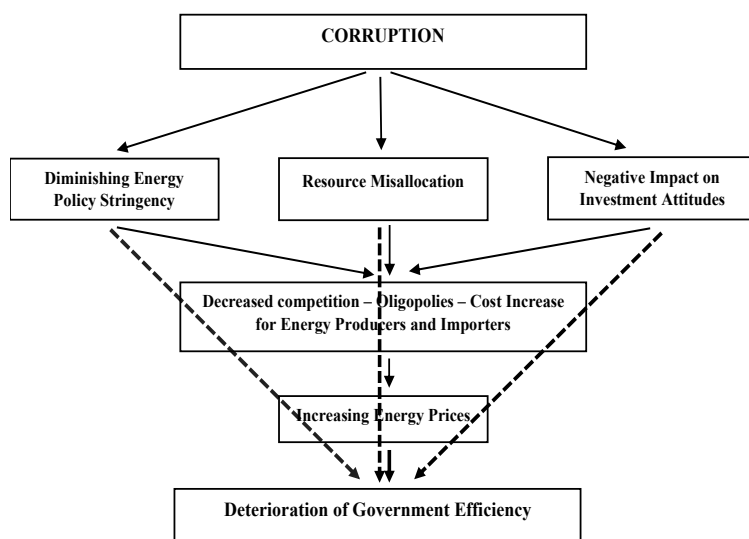 CORRUPTION
Diminishing Energy
Policy Stringency
Resource Misallocation
Negative Impact on
Investment Attitudes
Decreased competition – Oligopolies – Cost Increase
for Energy Producers and Importers
Increasing Energy Prices
Deterioration of Government Efficiency